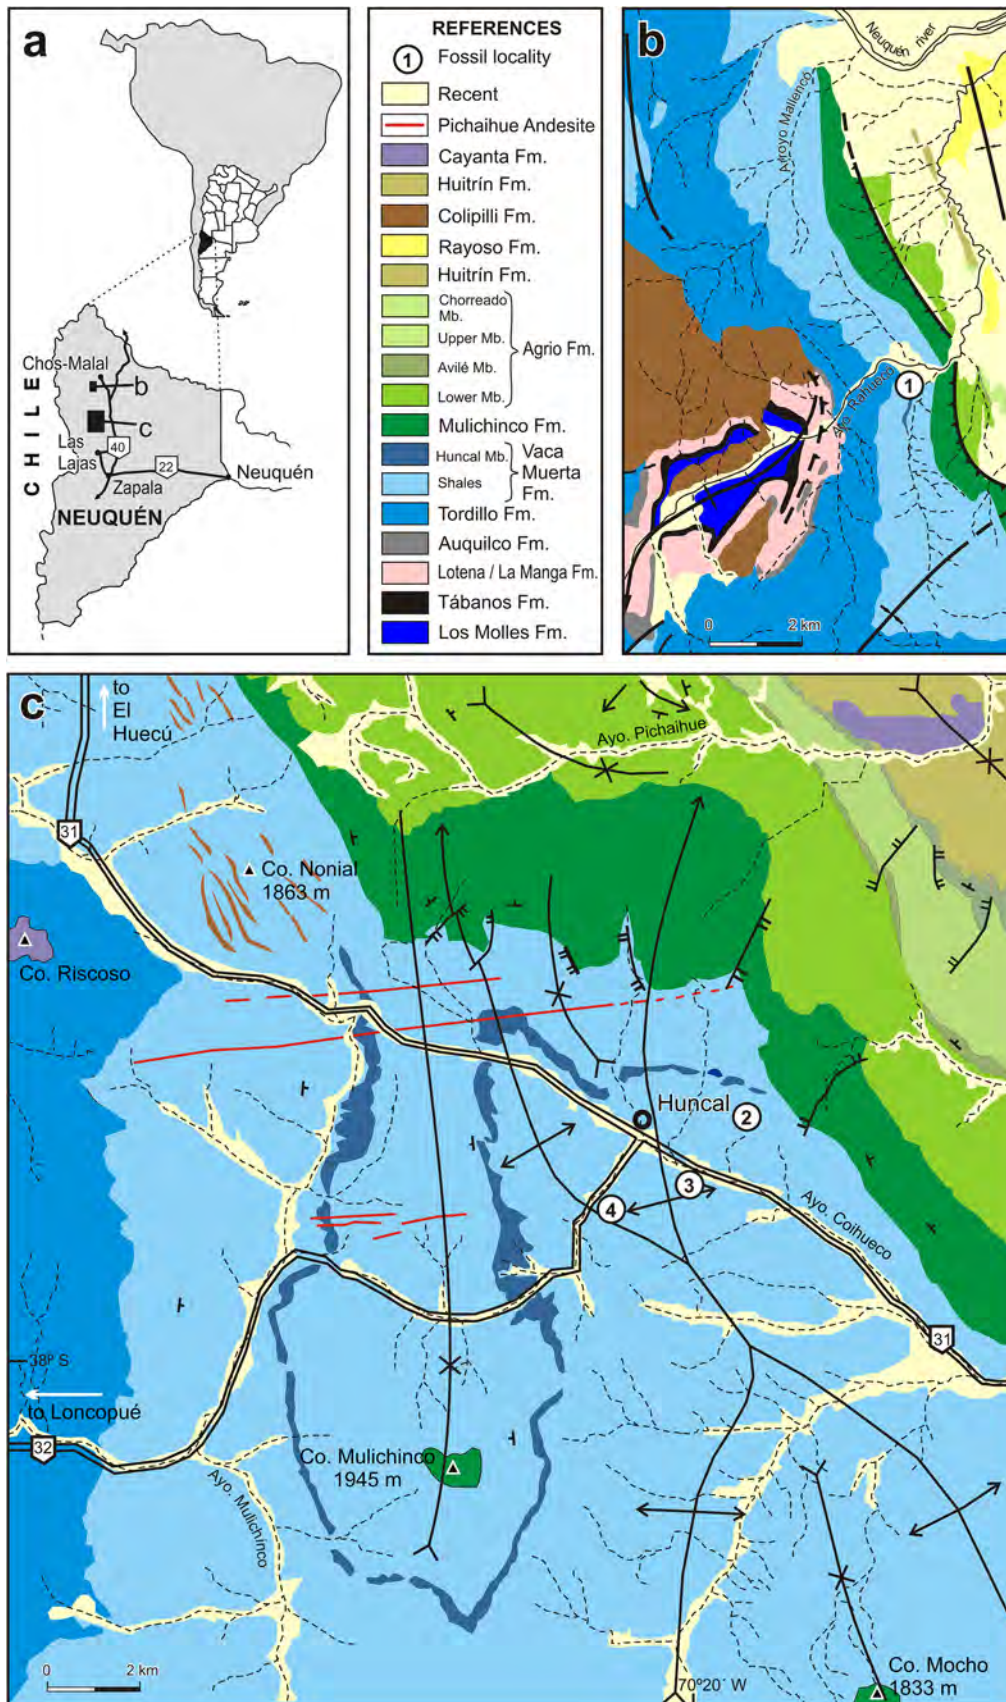 a
CHILE
Chos-Malal
b
c
Las
Lajas
40
22
Neuquén
Zapala
NEUQUÉN
REFERENCES
1 Fossil locality
Recent
Pichaihue Andesite
Cayanta Fm.
Huitrín Fm.
Colipilli Fm.
Rayoso Fm.
Huitrín Fm.
Chorreado
Mb.
Upper Mb.
Agrio Fm.
Avilé Mb.
Lower Mb.
Mulichinco Fm.
Huncal Mb.
Shales
Vaca
Muerta
Fm.
Tordillo Fm.
Auquilco Fm.
Lotena / La Manga Fm.
Tábanos Fm.
Los Molles Fm.
b
Neuquén
river
Arroyo Mallenco
Ayo. Rahueco
1
0 2 km
c
to
El
Huecú
Ayo. Pichaihue
31
Co. Nonial
1863 m
Co. Riscoso
Huncal
2
3
4
Ayo. Coihueco
31
38º S
to Loncopué
32
Co. Mulichinco
1945 m
Ayo. Mulichinco
0 2 km
70º20´ W
Co. Mocho
1833 m